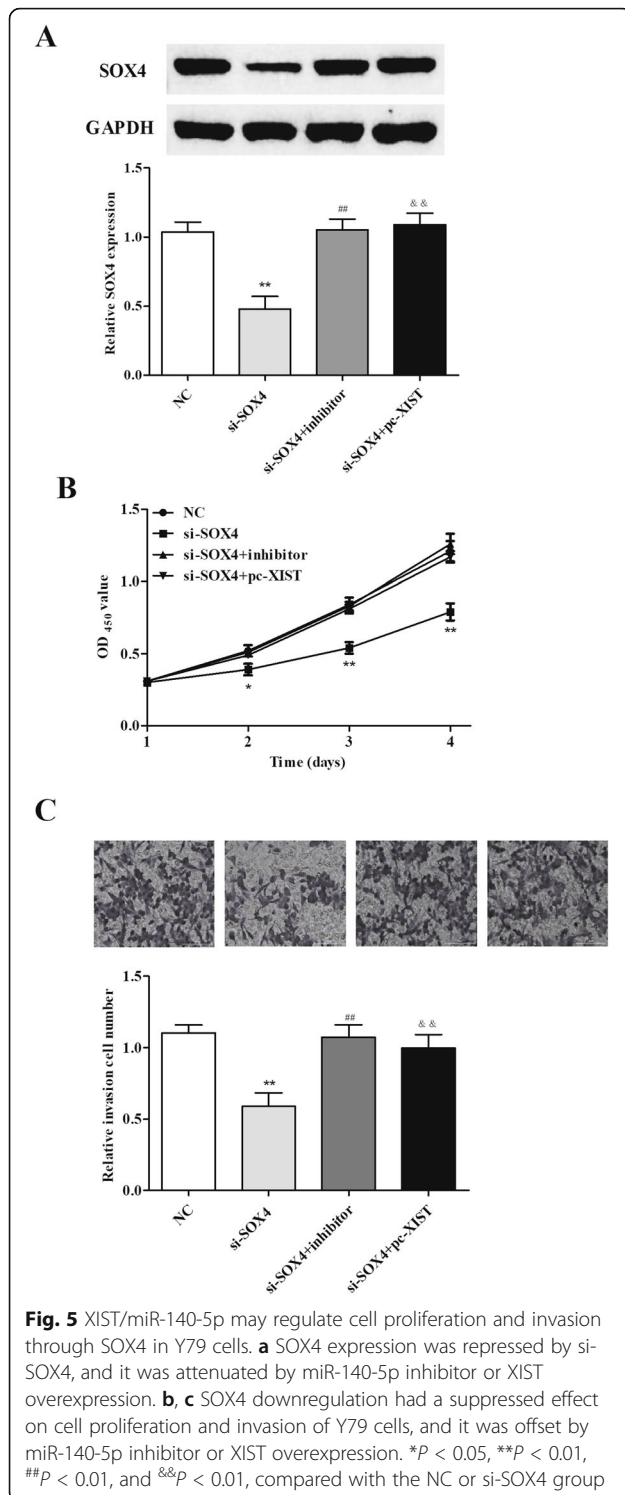 A
SOX4
GAPDH
1.5
1.0
0.5
0.0
Relative SOX4 expression
**
##
& &
NC
si-SOX4
si-SOX4+inhibitor
si-SOX4+pc-XIST
B
NC
si-SOX4
si-SOX4+inhibitor
si-SOX4+pc-XIST
1.5
1.0
0.5
0.0
OD 450 value
*
**
**
1 2 3 4
Time (days)
C
1.5
1.0
0.5
0.0
Relative invasion cell number
**
##
& &
NC
si-SOX4
si-SOX4+inhibitor
si-SOX4+pc-XIST
Fig. 5 XIST/miR-140-5p may regulate cell proliferation and invasion
through SOX4 in Y79 cells. a SOX4 expression was repressed by si-
SOX4, and it was attenuated by miR-140-5p inhibitor or XIST
overexpression. b, c SOX4 downregulation had a suppressed effect
on cell proliferation and invasion of Y79 cells, and it was offset by
miR-140-5p inhibitor or XIST overexpression. *P < 0.05, **P < 0.01,
##P < 0.01, and &&P < 0.01, compared with the NC or si-SOX4 group